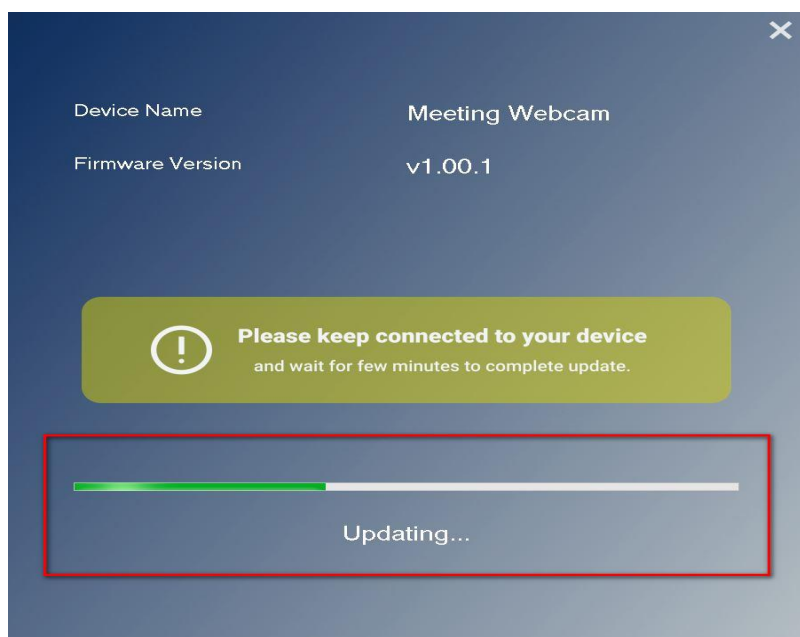 Device Name
Meeting Webcam
Firmware Version
v1.00.1
Please keep connected to your device
and wait for few minutes to complete update.
Updating...